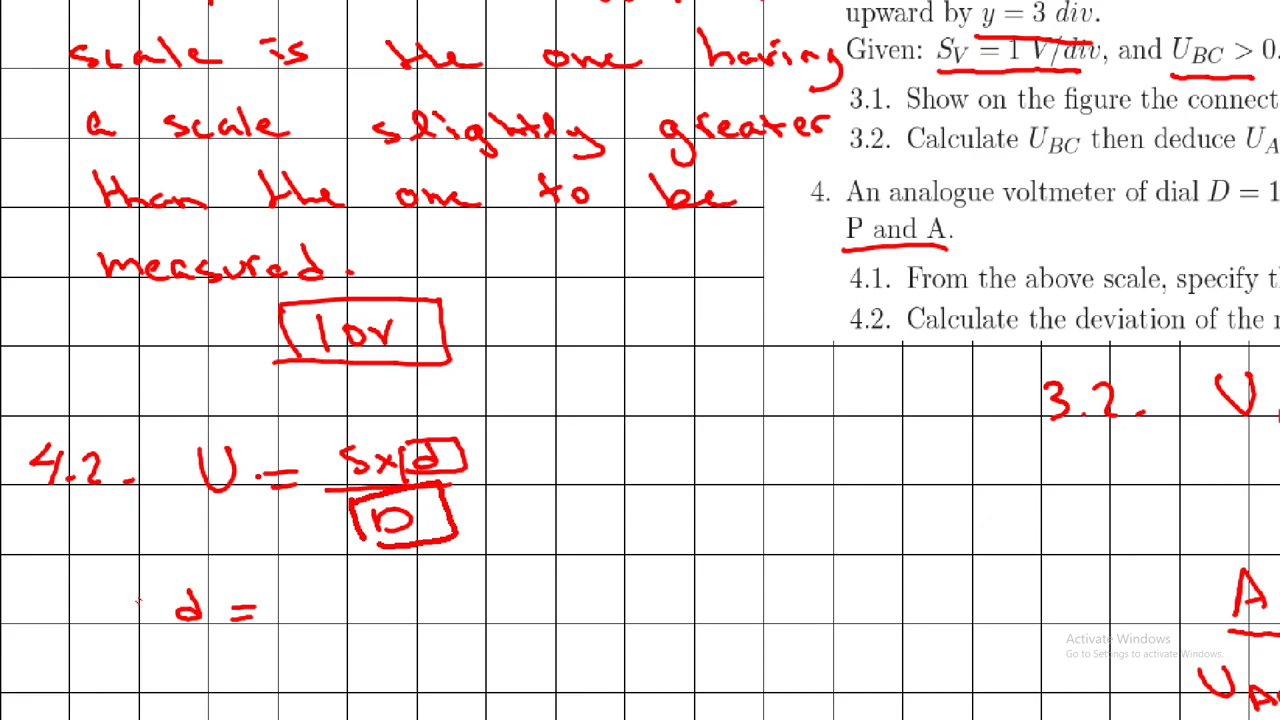 scale is the one having
a scale slightly greater
than the one to be
measured.
10V
4.2. U = S×d
D
d =
upward by y = 3 div.
Given: S_V = 1 V/div, and U_BC > 0.
3.1. Show on the figure the connect
3.2. Calculate U_BC then deduce U_A
4. An analogue voltmeter of dial D = 1
P and A.
4.1. From the above scale, specify t
4.2. Calculate the deviation of the
3.2. U
A
U_A
Activate Windows
Go to Settings to activate Windows.